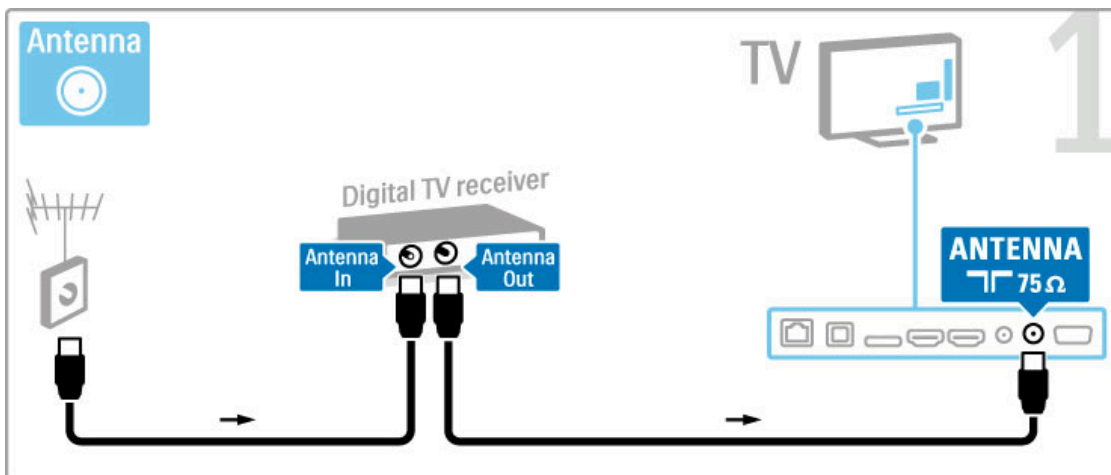 Antenna
TV
1
Digital TV receiver
Antenna
In
Antenna
Out
ANTENNA
75 Ω